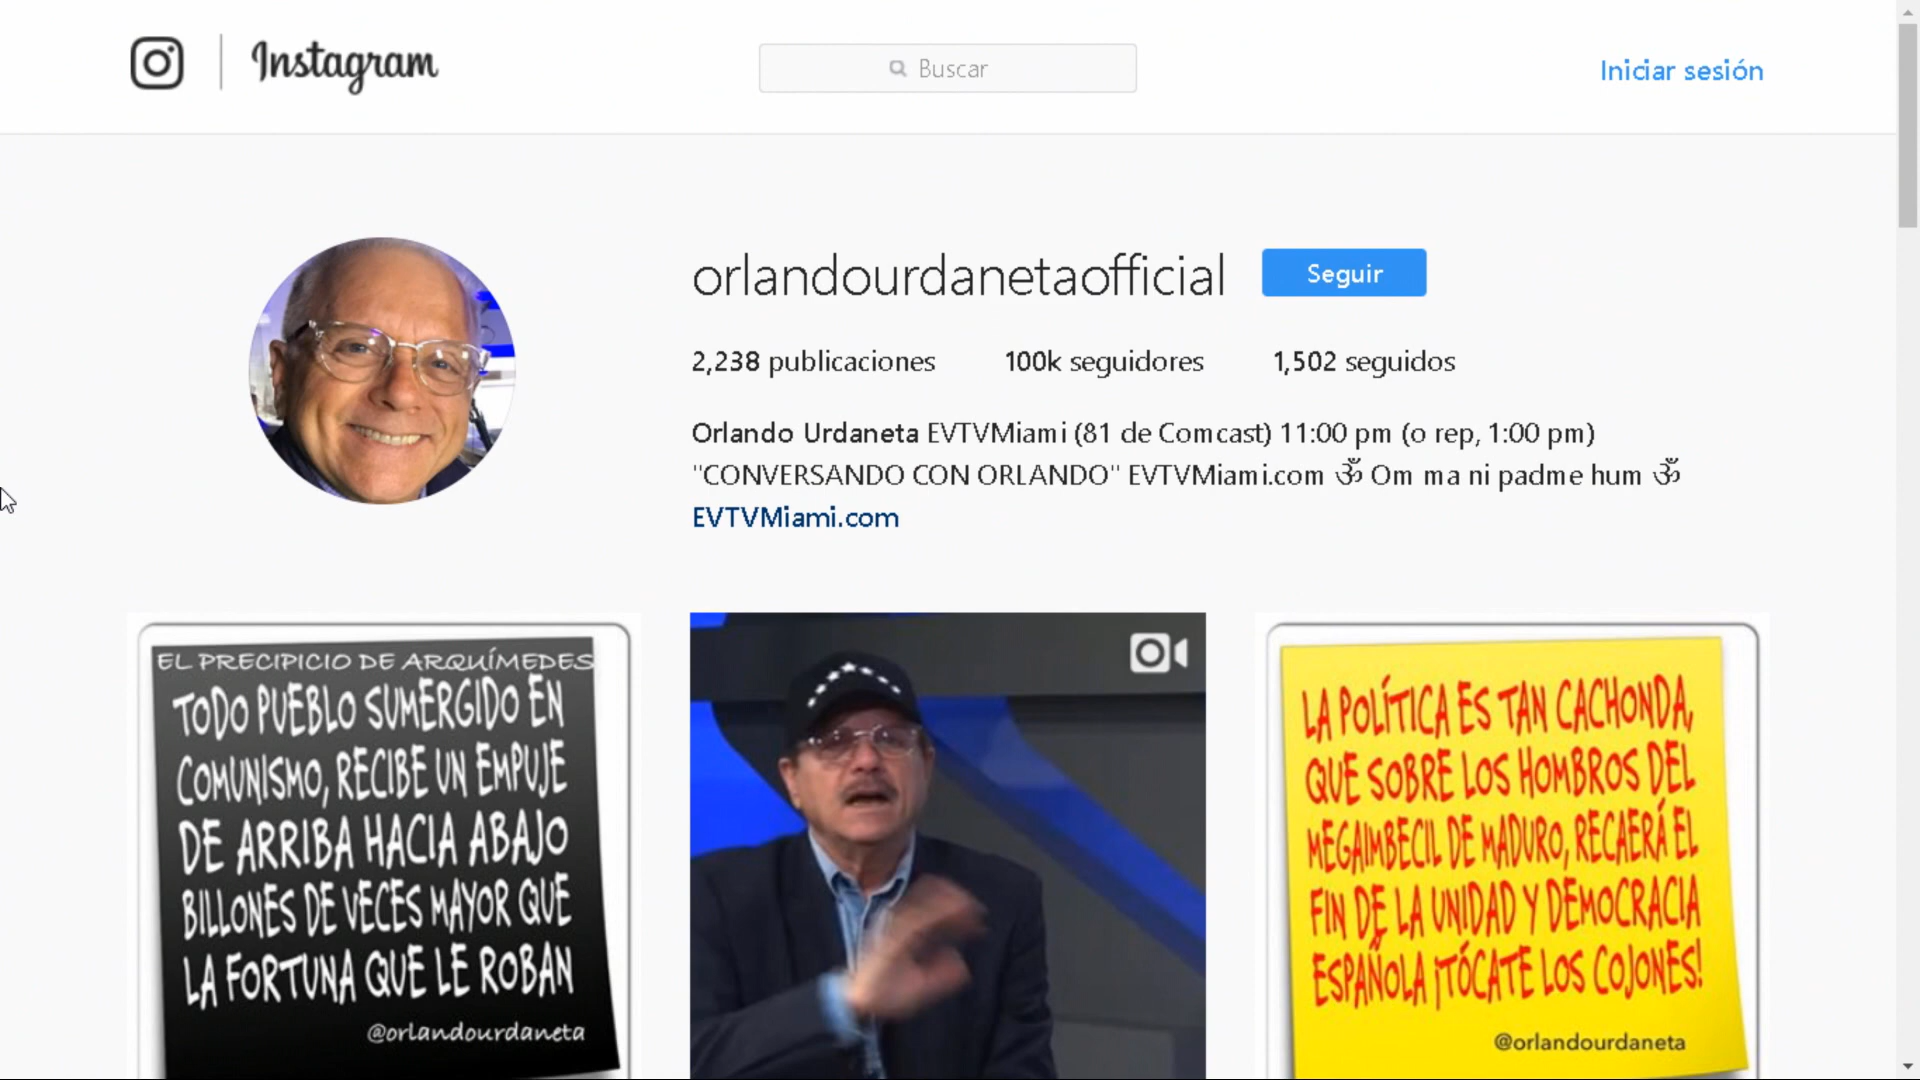 Instagram
Buscar
Iniciar sesión
orlandourdanetaofficial
Seguir
2,238 publicaciones
100k seguidores
1,502 seguidos
Orlando Urdaneta EVTVMiami (81 de Comcast) 11:00 pm (o rep, 1:00 pm)
"CONVERSANDO CON ORLANDO" EVTVMiami.com ॐ Om ma ni padme hum ॐ
EVTVMiami.com
EL PRECIPICIO DE ARQUÍMEDES
TODO PUEBLO SUMERGIDO EN
COMUNISMO, RECIBE UN EMPUJE
DE ARRIBA HACIA ABAJO
BILLONES DE VECES MAYOR QUE
LA FORTUNA QUE LE ROBAN
@orlandourdaneta
LA POLÍTICA ES TAN CACHONDA,
QUE SOBRE LOS HOMBROS DEL
MEGAIMBECIL DE MADURO, RECAERÁ EL
FIN DE LA UNIDAD Y DEMOCRACIA
ESPAÑOLA ¡TÓCATE LOS COJONES!
@orlandourdaneta